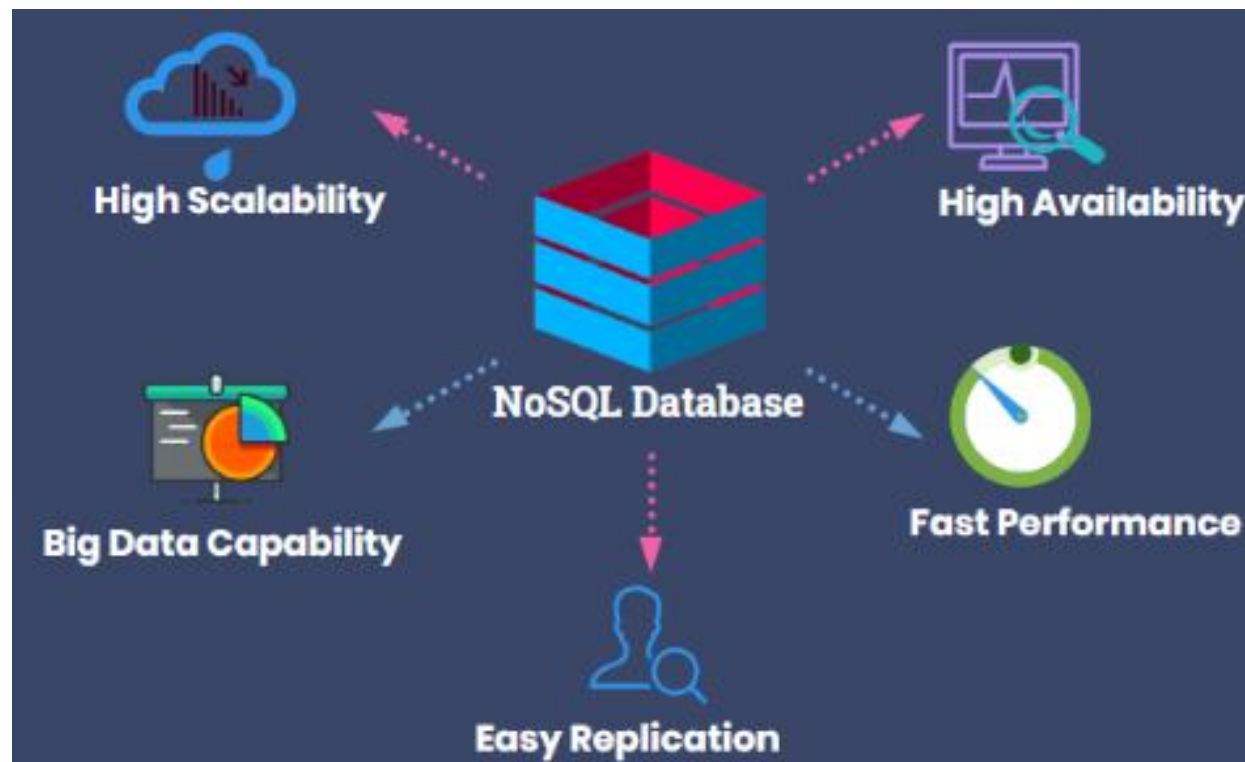 High Scalability
High Availability
NoSQL Database
Big Data Capability
Fast Performance
Easy Replication